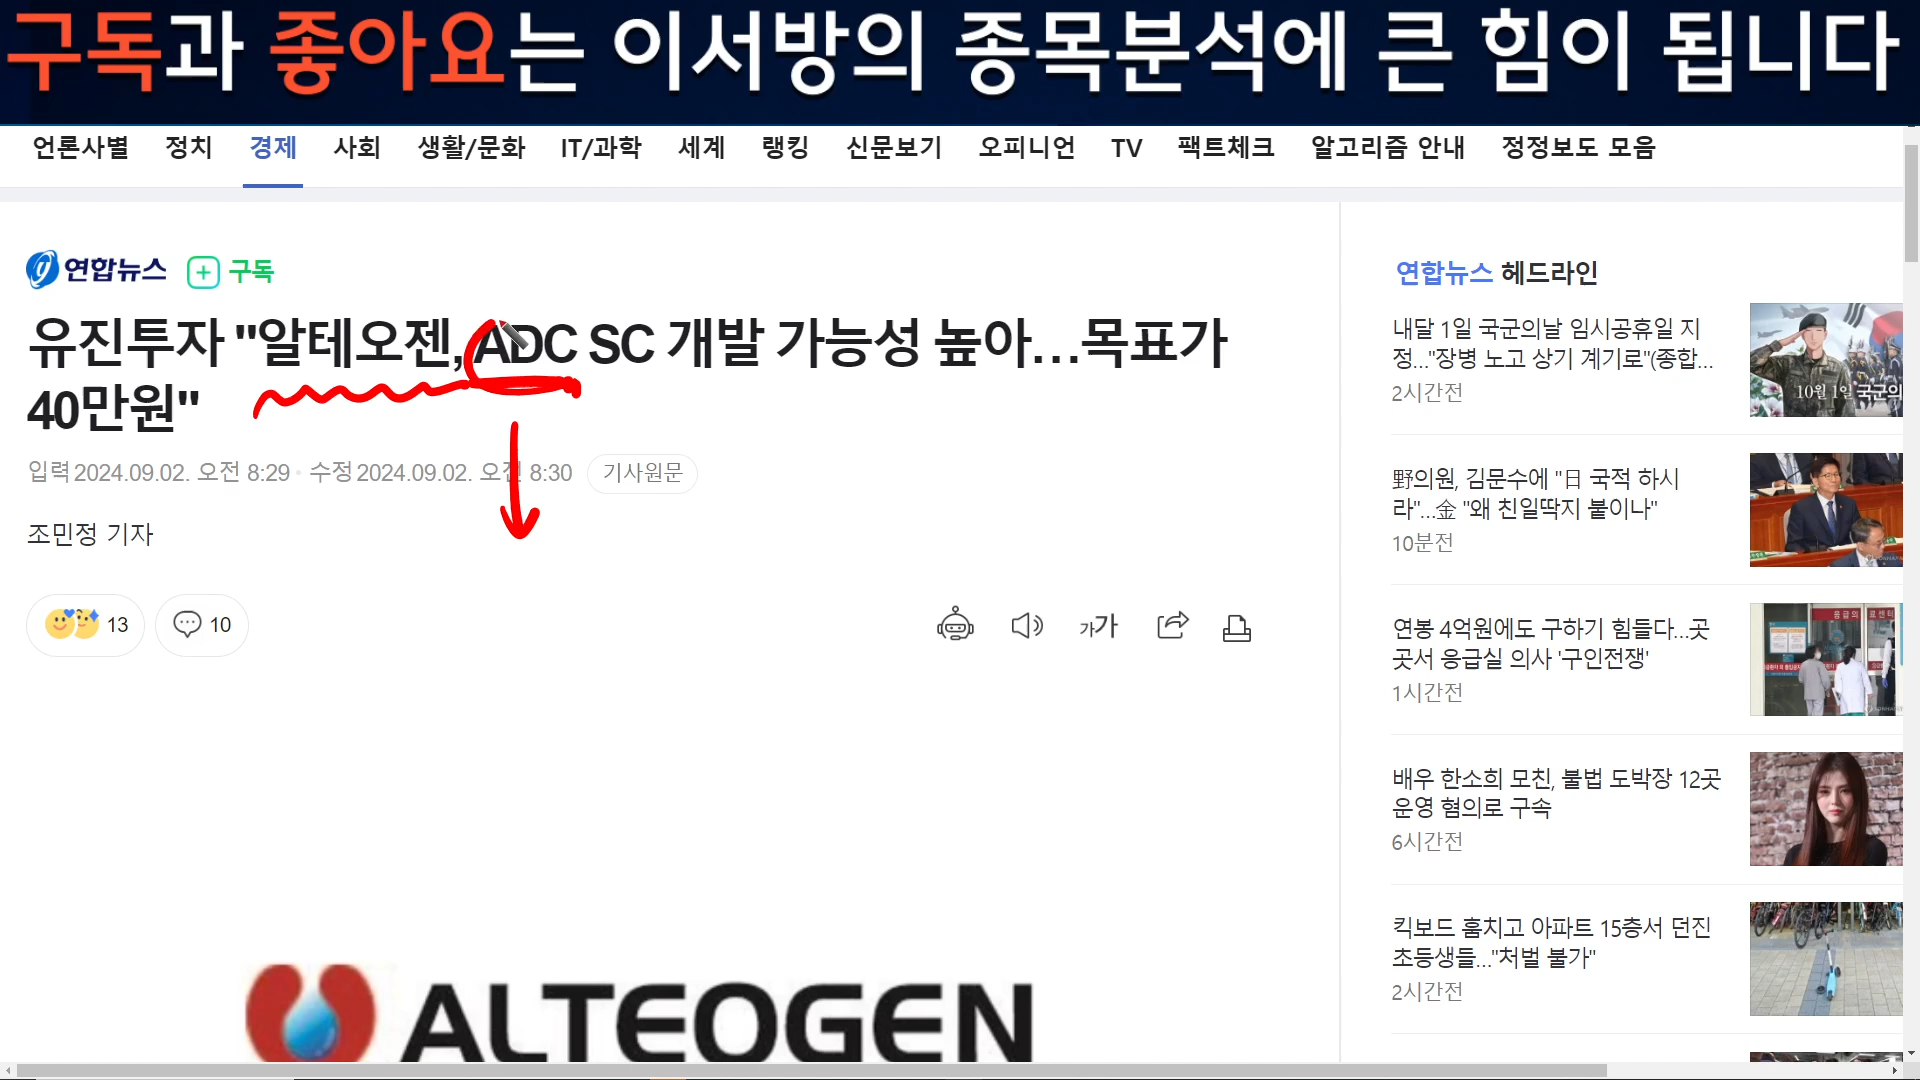 구독과 좋아요는 이서방의 종목분석에 큰 힘이 됩니다
언론사별 정치 경제 사회 생활/문화 IT/과학 세계 랭킹 신문보기 오피니언 TV 팩트체크 알고리즘 안내 정정보도 모음
연합뉴스 구독
유진투자 "알테오젠, ADC SC 개발 가능성 높아…목표가
40만원"
입력 2024.09.02. 오전 8:29 수정 2024.09.02. 오전 8:30 기사원문
조민정 기자
13 10
가가
ALTEOGEN
연합뉴스 헤드라인
내달 1일 국군의날 임시공휴일 지
정…"장병 노고 상기 계기로"(종합…
2시간전
10월 1일 국군의
野의원, 김문수에 "日 국적 하시
라"…金 "왜 친일딱지 붙이나"
10분전
연봉 4억원에도 구하기 힘들다…곳
곳서 응급실 의사 '구인전쟁'
1시간전
배우 한소희 모친, 불법 도박장 12곳
운영 혐의로 구속
6시간전
킥보드 훔치고 아파트 15층서 던진
초등생들…"처벌 불가"
2시간전